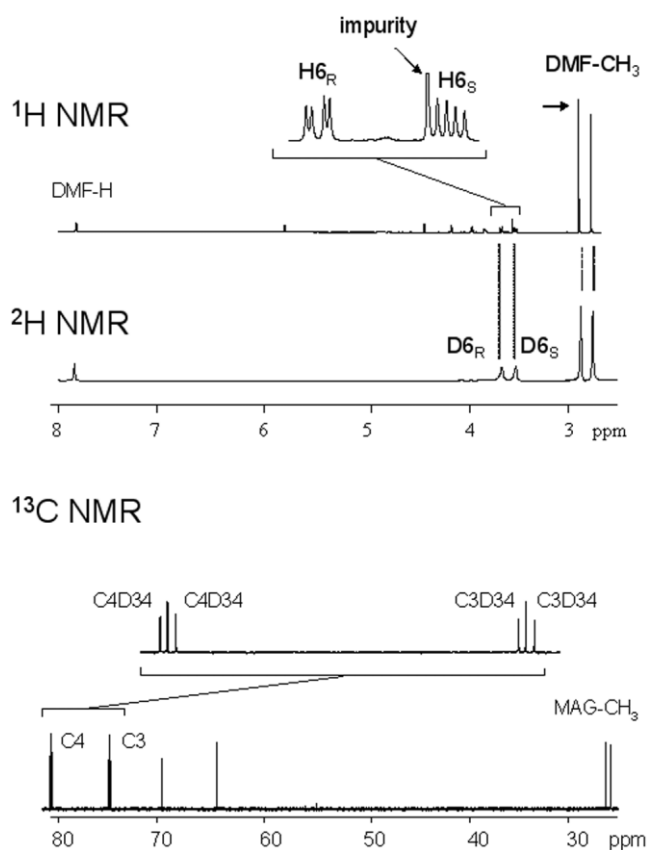 impurity
H6R H6S DMF-CH3
1H NMR
DMF-H
2H NMR
D6R D6S
8 7 6 5 4 3 ppm
13C NMR
C4D34 C4D34 C3D34 C3D34
MAG-CH3
C4 C3
80 70 60 50 40 30 ppm